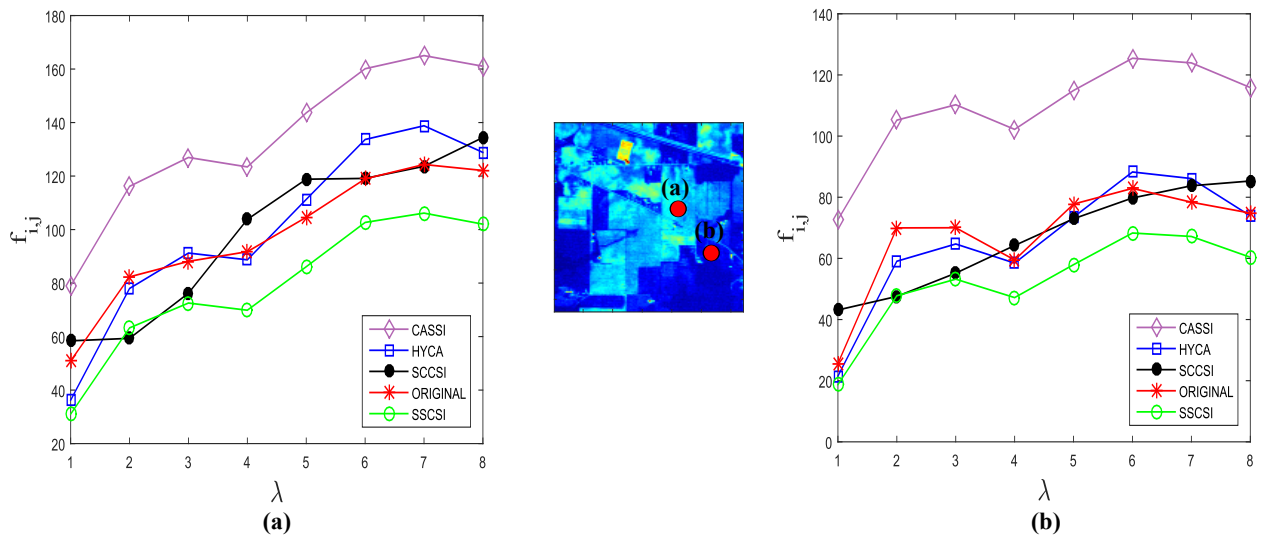 180
160
140
120
100
80
60
40
20
f i,j
1 2 3 4 5 6 7 8
λ
(a)
CASSI
HYCA
SCCSI
ORIGINAL
SSCSI
(a)
(b)
140
120
100
80
60
40
20
0
f i,j
1 2 3 4 5 6 7 8
λ
(b)
CASSI
HYCA
SCCSI
ORIGINAL
SSCSI